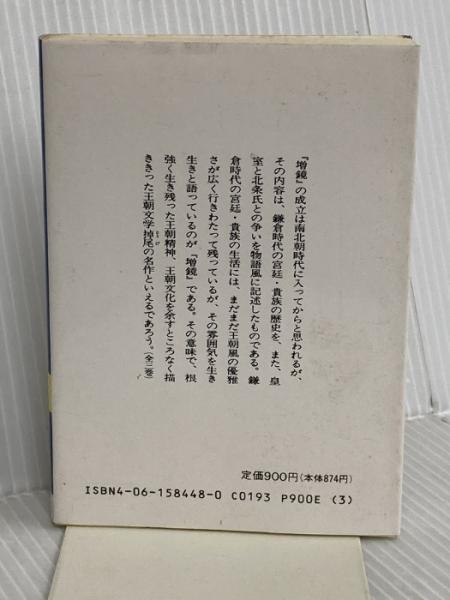 『増鏡』の成立は南北朝時代に入ってからと思われるが、
その内容は、鎌倉時代の宮廷・貴族の歴史を、また、皇
室と北条氏との争いを物語風に記述したものである。鎌
倉時代の宮廷・貴族の生活には、まだまだ王朝風の優雅
さが広く行きわたって残っているが、その雰囲気を生き
生きと語っているのが『増鏡』である。その意味で、根
強く生き残った王朝精神、王朝文化を余すところなく描
ききった王朝文学掉尾の名作といえるであろう。(全三巻)
定価900円(本体874円)
ISBN4-06-158448-0 C0193 P900E (3)